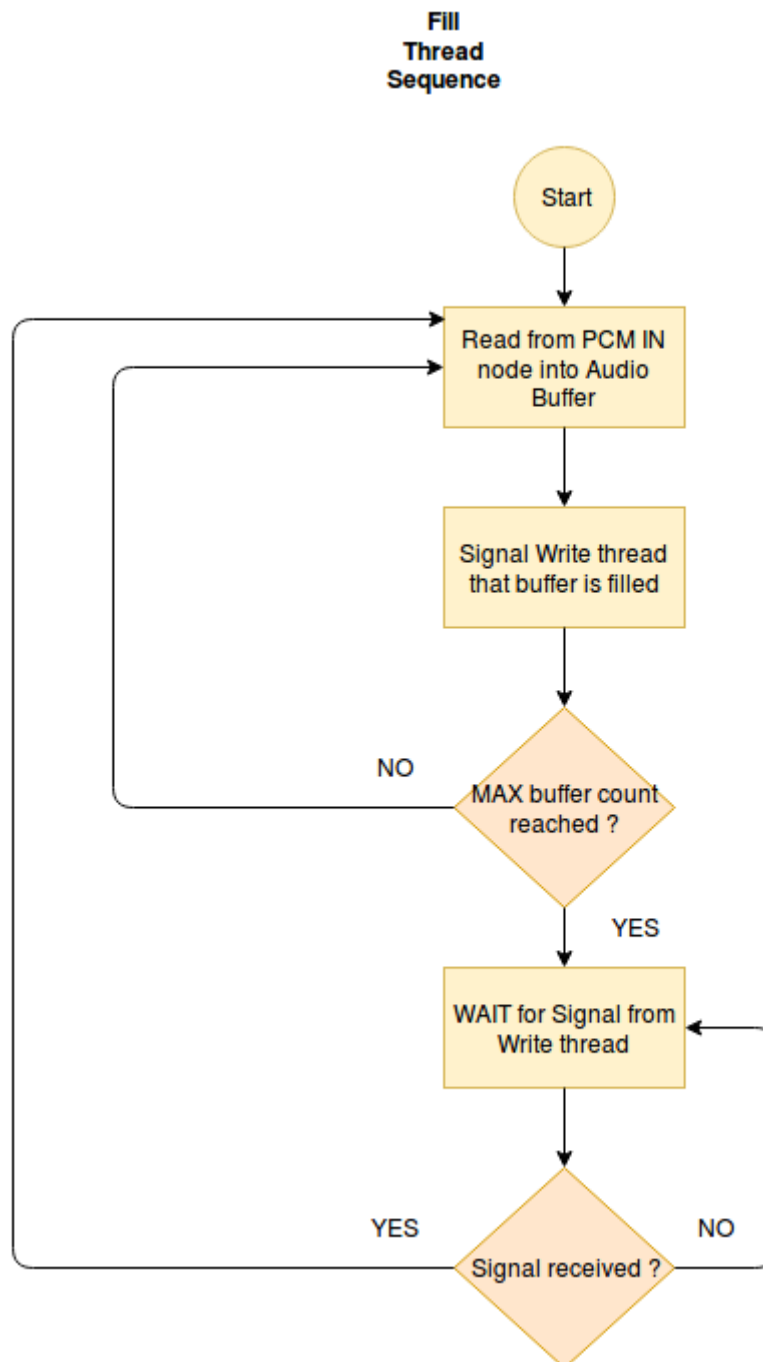 Fill
Thread
Sequence
Start
Read from PCM IN
node into Audio
Buffer
Signal Write thread
that buffer is filled
NO
MAX buffer count
reached ?
YES
WAIT for Signal from
Write thread
YES
NO
Signal received ?